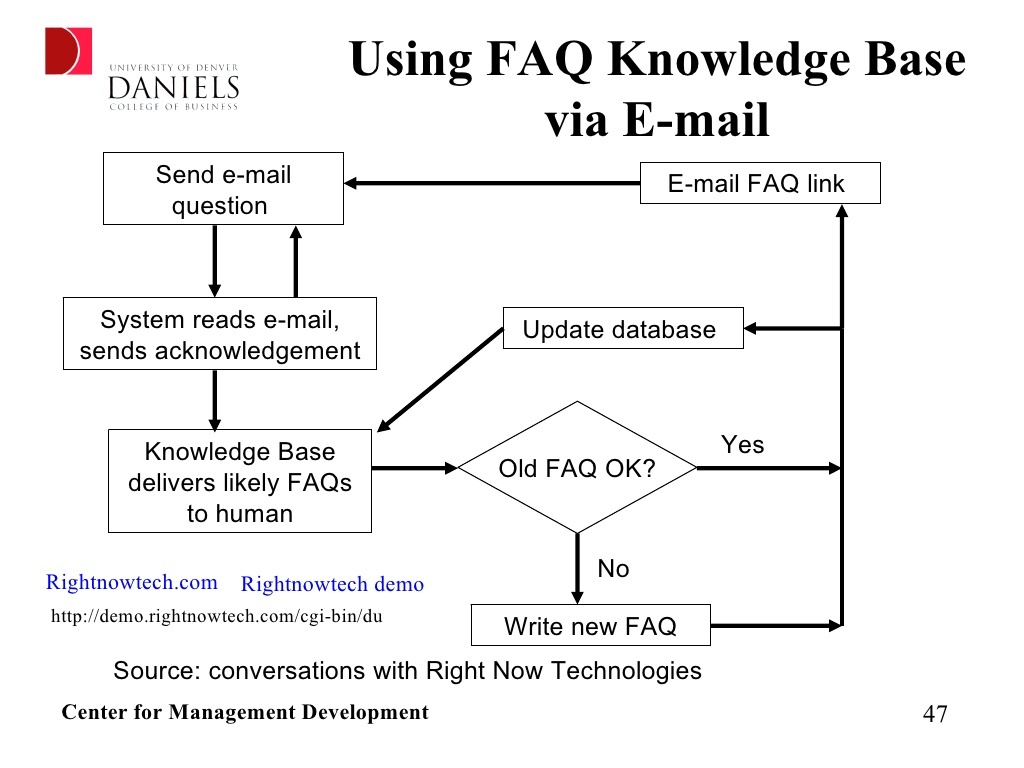 UNIVERSITY OF DENVER
DANIELS
COLLEGE OF BUSINESS
Using FAQ Knowledge Base
via E-mail
Send e-mail
question
E-mail FAQ link
System reads e-mail,
sends acknowledgement
Update database
Knowledge Base
delivers likely FAQs
to human
Old FAQ OK?
Yes
No
Write new FAQ
Rightnowtech.com
Rightnowtech demo
http://demo.rightnowtech.com/cgi-bin/du
Source: conversations with Right Now Technologies
Center for Management Development
47